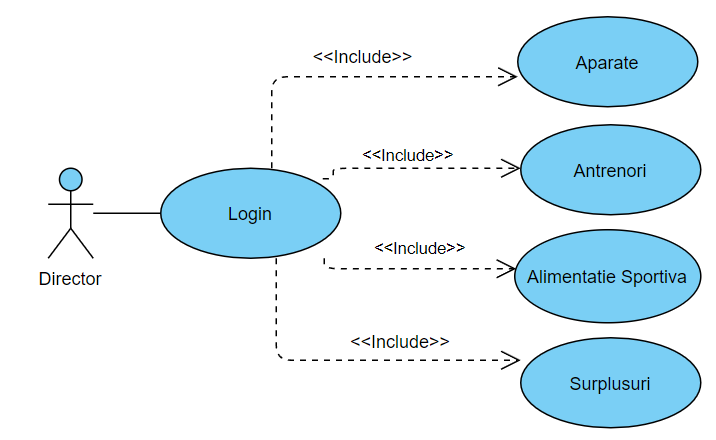 <<Include>>
Aparate
<<Include>>
Antrenori
Login
<<Include>>
Director
Alimentatie Sportiva
<<Include>>
Surplusuri